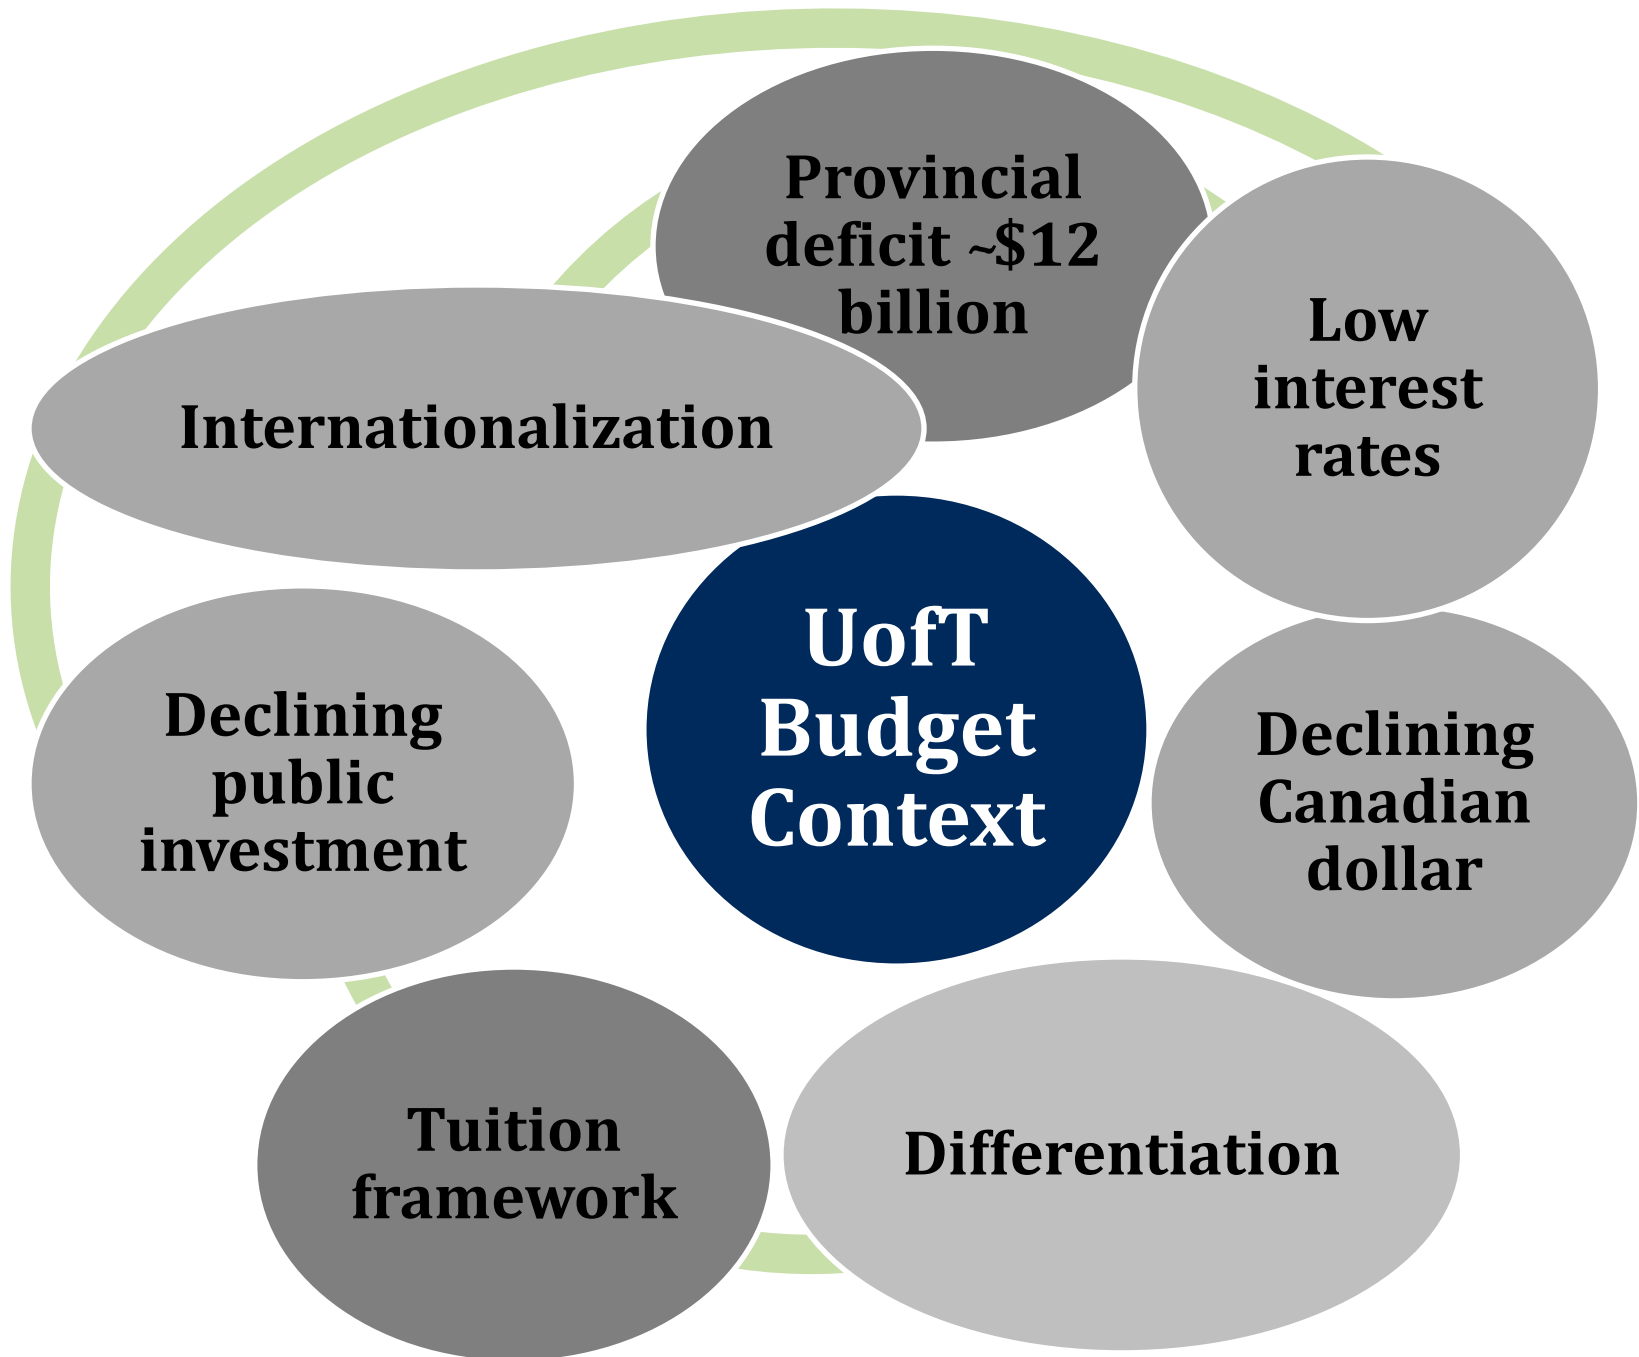 Provincial
deficit ~$12
billion
Low
interest
rates
Internationalization
UofT
Budget
Context
Declining
public
investment
Declining
Canadian
dollar
Tuition
framework
Differentiation